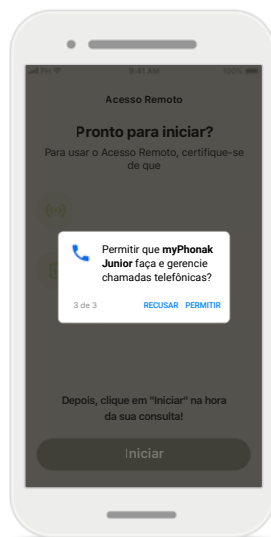 9:41 AM
100%
Acesso Remoto
Pronto para iniciar?
Para usar o Acesso Remoto, certifique-se
de que
Permitir que myPhonak
Junior faça e gerencie
chamadas telefônicas?
3 de 3
RECUSAR PERMITIR
Depois, clique em "Iniciar" na hora
da sua consulta!
Iniciar